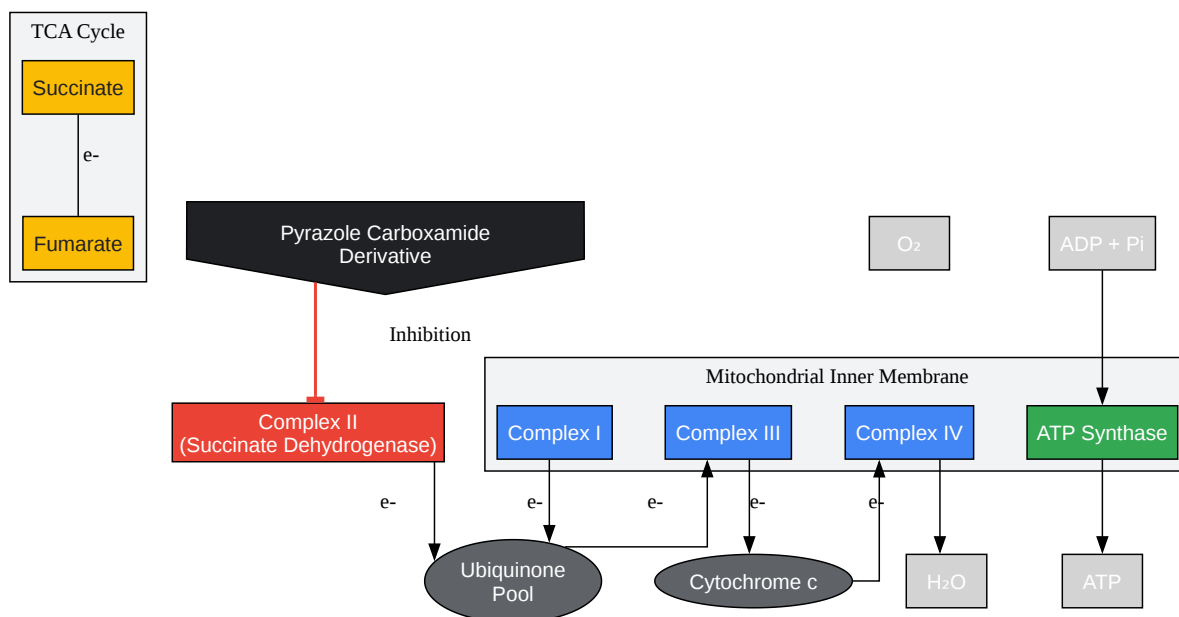 TCA Cycle
Succinate
e-
Fumarate
Pyrazole Carboxamide
Derivative
O₂
ADP + Pi
Inhibition
Mitochondrial Inner Membrane
Complex II
(Succinate Dehydrogenase)
Complex I
Complex III
Complex IV
ATP Synthase
e-
e-
e-
e-
e-
Ubiquinone
Pool
Cytochrome c
H₂O
ATP